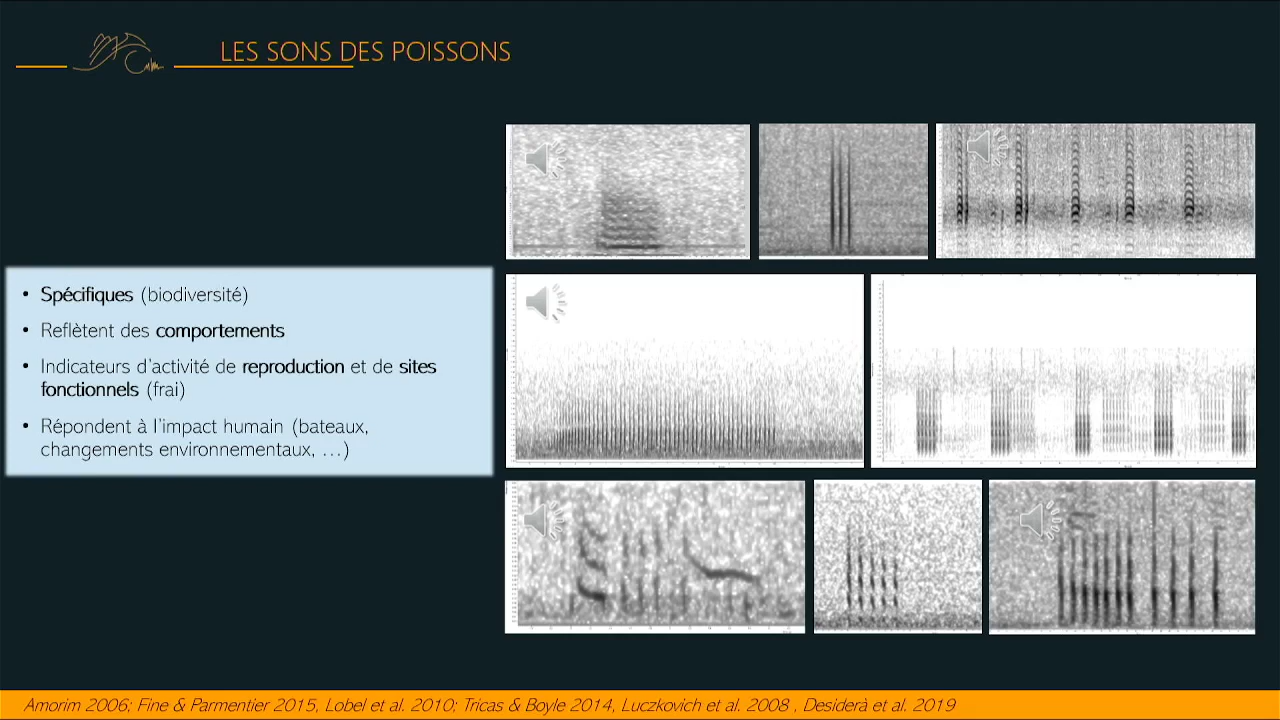 LES SONS DES POISSONS
• Spécifiques (biodiversité)
• Reflètent des comportements
• Indicateurs d'activité de reproduction et de sites
fonctionnels (frai)
• Répondent à l'impact humain (bateaux,
changements environnementaux, …)
Amorim 2006; Fine & Parmentier 2015, Lobel et al. 2010; Tricas & Boyle 2014, Luczkovich et al. 2008 , Desiderà et al. 2019